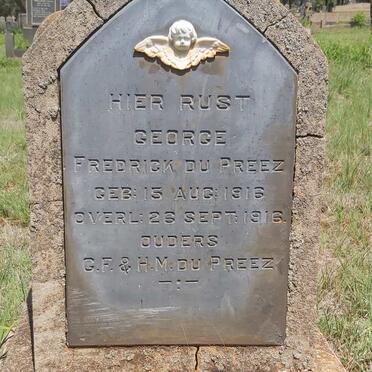 HIER RUST
GEORGE
FREDRICK DU PREEZ
GEB: 15 AUG: 1916
OVERL: 26 SEPT: 1916.
OUDERS
G.F. & H.M. DU PREEZ
—:—